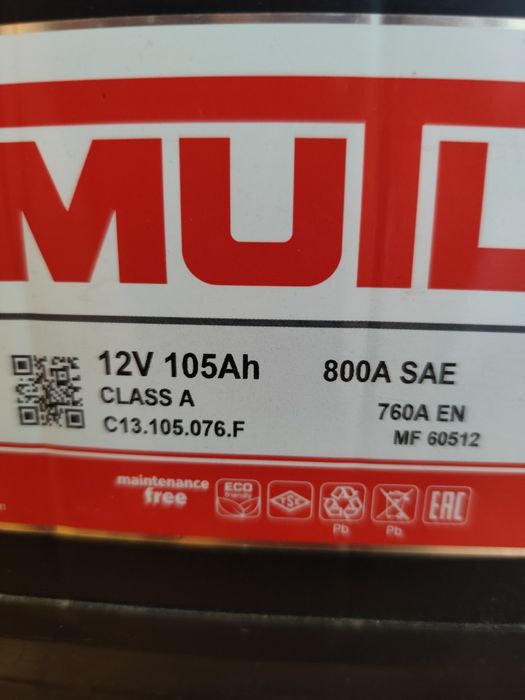 MUTL
12V 105Ah
800A SAE
CLASS A
760A EN
C13.105.076.F
MF 60512
maintenance
free
ECO
friendly
TSE
EAC
Pb
Pb